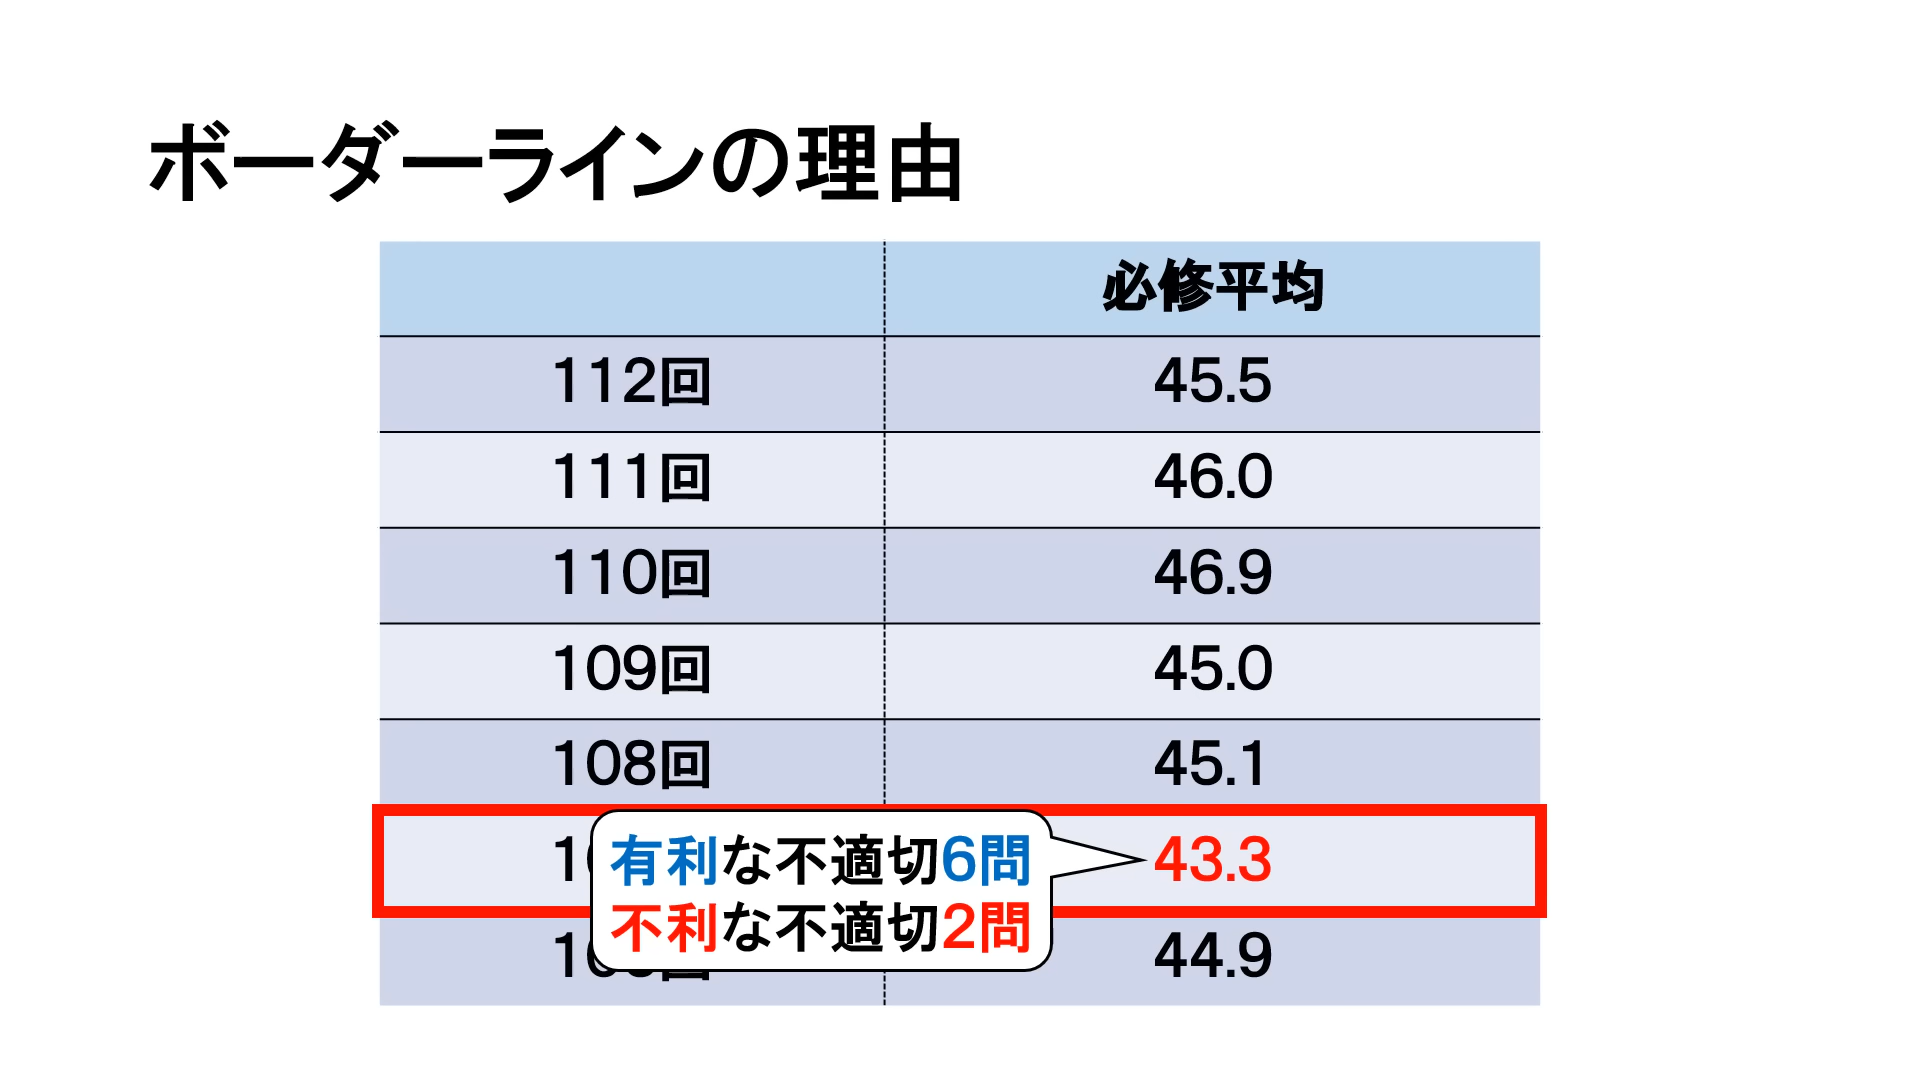 ボーダーラインの理由
必修平均
112回 45.5
111回 46.0
110回 46.9
109回 45.0
108回 45.1
43.3
有利な不適切6問
不利な不適切2問
44.9